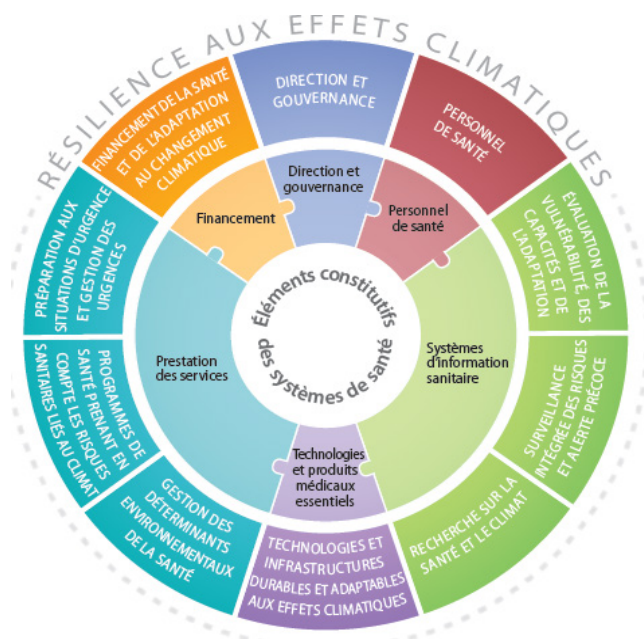 RÉSILIENCE AUX EFFETS CLIMATIQUES
DIRECTION ET
GOUVERNANCE
PERSONNEL
DE SANTÉ
ÉVALUATION DE LA
VULNÉRABILITÉ, DES
CAPACITÉS ET DE
L'ADAPTATION
SURVEILLANCE
INTÉGRÉE DES RISQUES
ET ALERTE PRÉCOCE
RECHERCHE SUR LA
SANTÉ ET LE CLIMAT
TECHNOLOGIES ET
INFRASTRUCTURES
DURABLES ET ADAPTABLES
AUX EFFETS CLIMATIQUES
GESTION DES
DÉTERMINANTS
ENVIRONNEMENTAUX
DE LA SANTÉ
PROGRAMMES DE
SANTÉ PRENANT EN
COMPTE LES RISQUES
SANITAIRES LIÉS AU CLIMAT
PRÉPARATION AUX
SITUATIONS D'URGENCE
ET GESTION DES
URGENCES
FINANCEMENT DE LA SANTÉ
ET DE L'ADAPTATION
AU CHANGEMENT
CLIMATIQUE
Direction et
gouvernance
Personnel
de santé
Systèmes
d'information
sanitaire
Technologies
et produits
médicaux
essentiels
Prestation
des services
Financement
Éléments constitutifs
des systèmes de santé